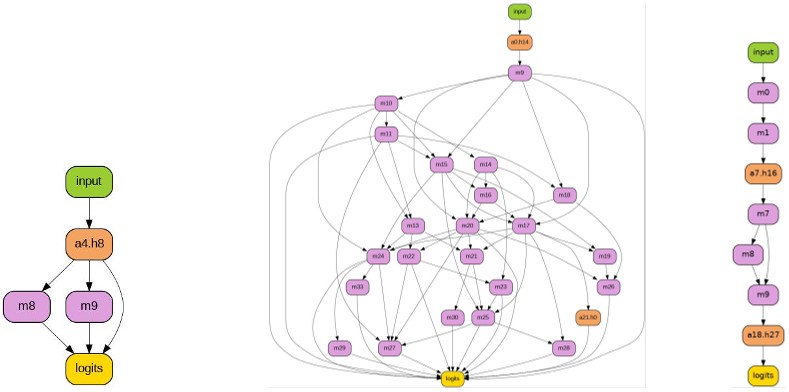 input
a4.h8
m8 m9
logits
input
a0.h14
m9
m10
m11
m15 m14
m16 m18
m13 m20 m17
m24 m22 m21 m19
m33 m23 m26
m30 m25 a21.h0
m29 m27 m28
logits
input
m0
m1
a7.h16
m7
m8
m9
a18.h27
logits